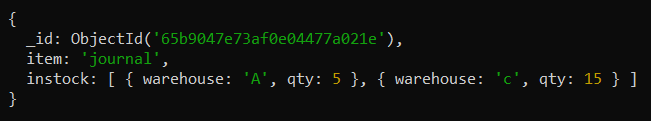 {
  _id: ObjectId('65b9047e73af0e04477a021e'),
  item: 'journal',
  instock: [ { warehouse: 'A', qty: 5 }, { warehouse: 'c', qty: 15 } ]
}